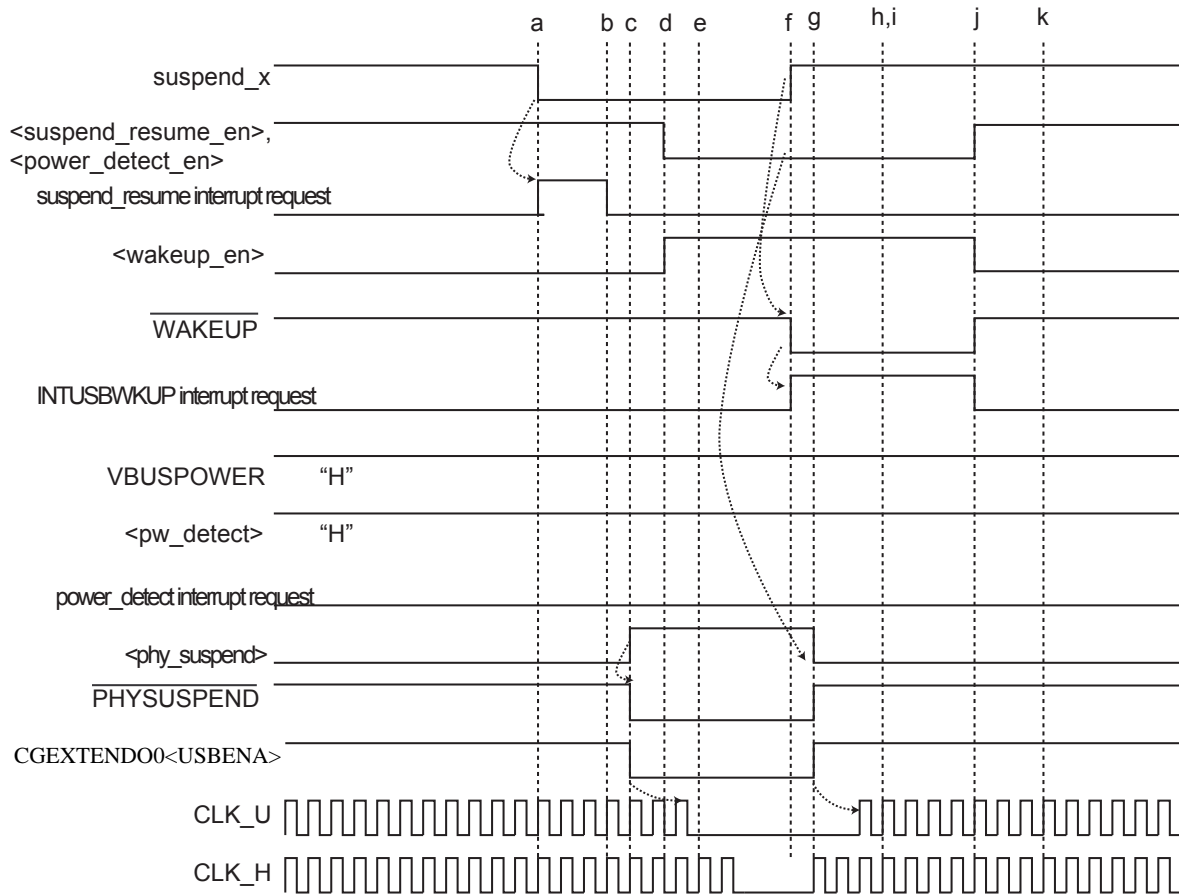 a b c d e f g h,i j k
suspend_x
<suspend_resume_en>,
<power_detect_en>
suspend_resume interrupt request
<wakeup_en>
WAKEUP
INTUSBWKUP interrupt request
VBUSPOWER “H”
<pw_detect> “H”
power_detect interrupt request
<phy_suspend>
PHYSUSPEND
CGEXTENDO0<USBENA>
CLK_U
CLK_H